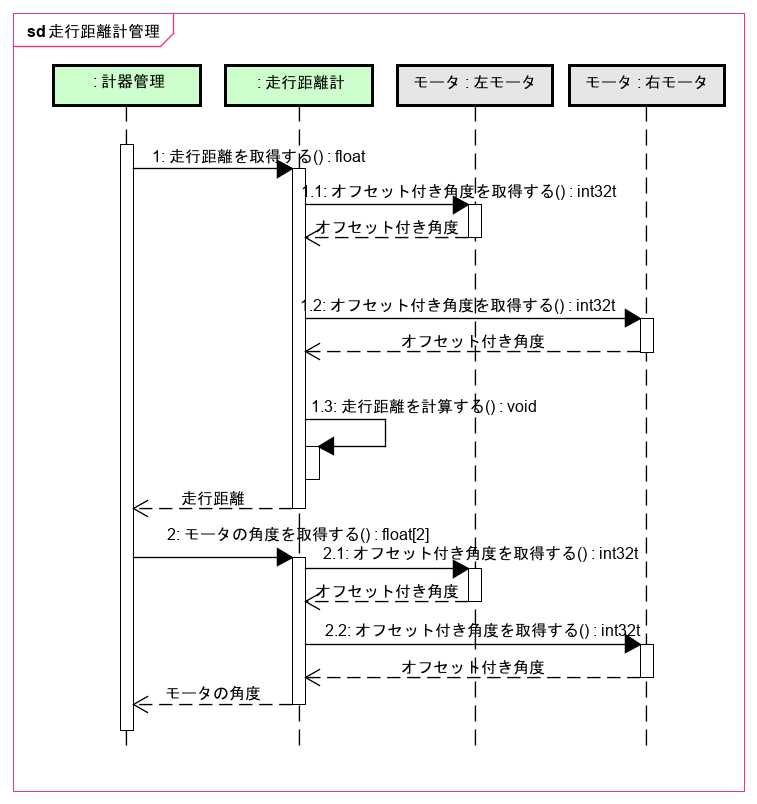 sd 走行距離計管理
: 計器管理
: 走行距離計
モータ : 左モータ
モータ : 右モータ
1: 走行距離を取得する() : float
1.1: オフセット付き角度を取得する() : int32t
オフセット付き角度
1.2: オフセット付き角度を取得する() : int32t
オフセット付き角度
1.3: 走行距離を計算する() : void
走行距離
2: モータの角度を取得する() : float[2]
2.1: オフセット付き角度を取得する() : int32t
オフセット付き角度
2.2: オフセット付き角度を取得する() : int32t
オフセット付き角度
モータの角度